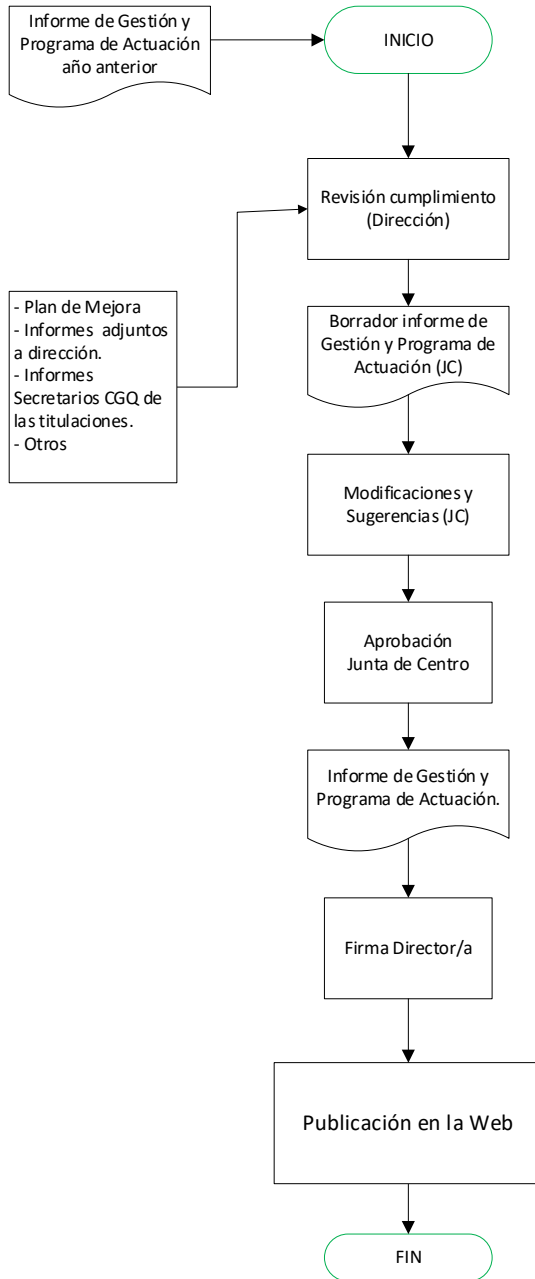 Informe de Gestión y
Programa de Actuación
año anterior
INICIO
Revisión cumplimiento
(Dirección)
- Plan de Mejora
- Informes adjuntos
a dirección.
- Informes
Secretarios CGQ de
las titulaciones.
- Otros
Borrador informe de
Gestión y Programa de
Actuación (JC)
Modificaciones y
Sugerencias (JC)
Aprobación
Junta de Centro
Informe de Gestión y
Programa de Actuación.
Firma Director/a
Publicación en la Web
FIN